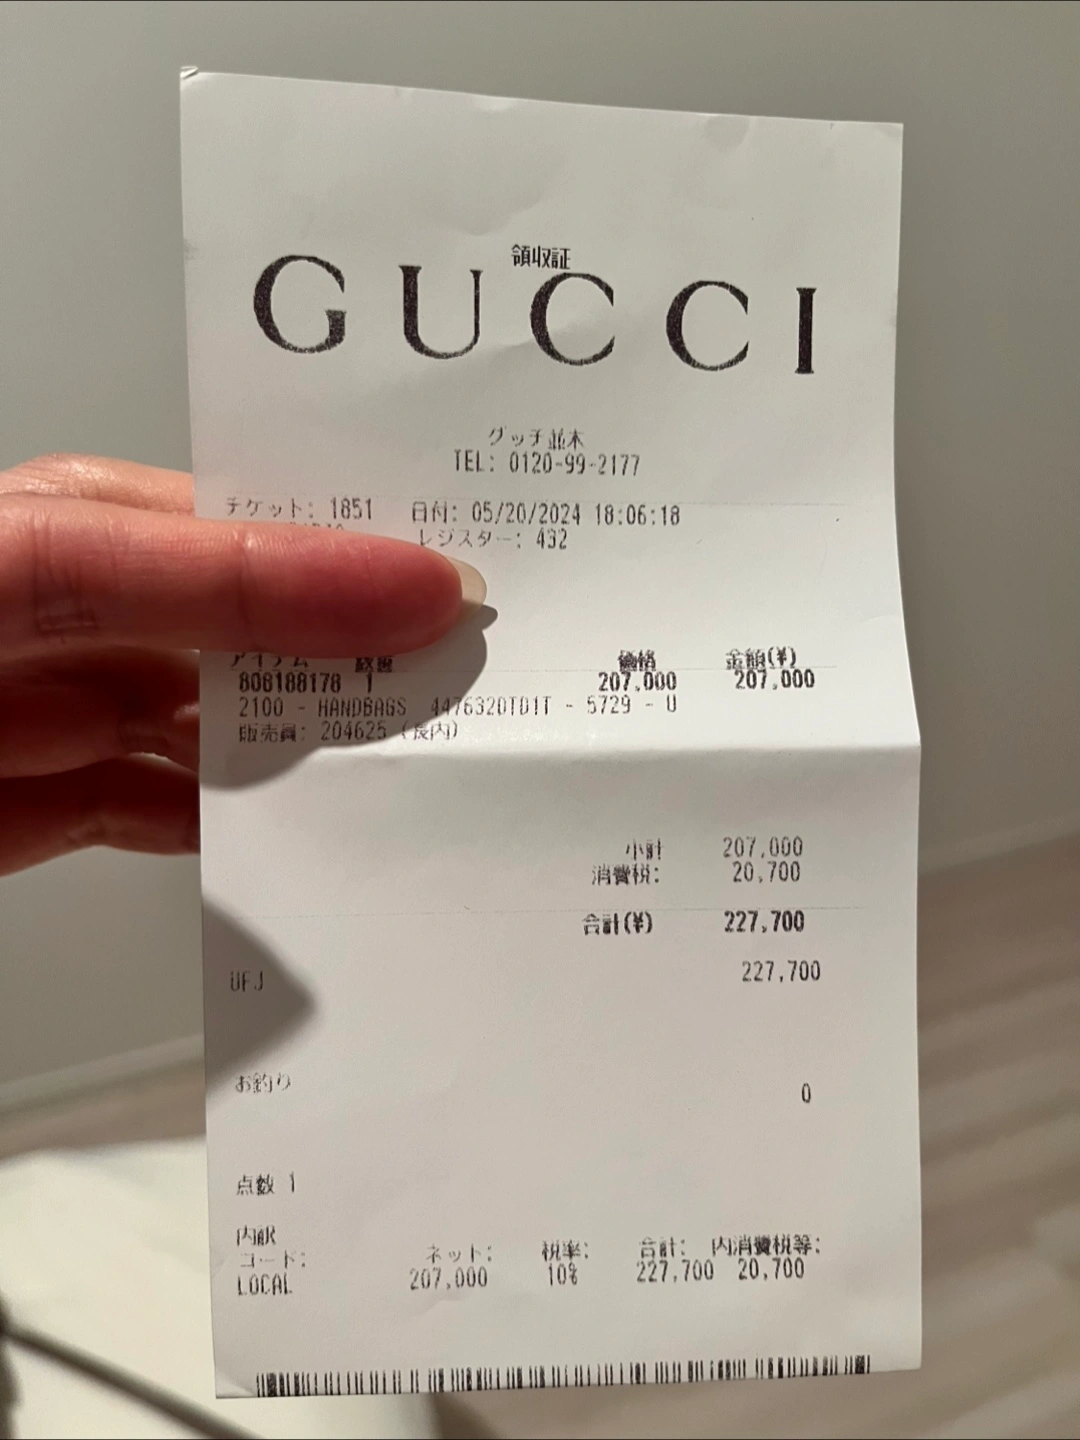 領収証
GUCCI
グッチ並木
TEL: 0120-99-2177
チケット: 1851 日付: 05/20/2024 18:06:18
レジスター: 432
アイテム 数量 価格 金額(¥)
808188178 1 207,000 207,000
2100 - HANDBAGS 447632DTD1T - 5729 - U
販売員: 204625 (長内)
小計 207,000
消費税: 20,700
合計(¥) 227,700
UFJ 227,700
お釣り 0
点数 1
内訳
コード: ネット: 税率: 合計: 内消費税等:
LOCAL 207,000 10% 227,700 20,700